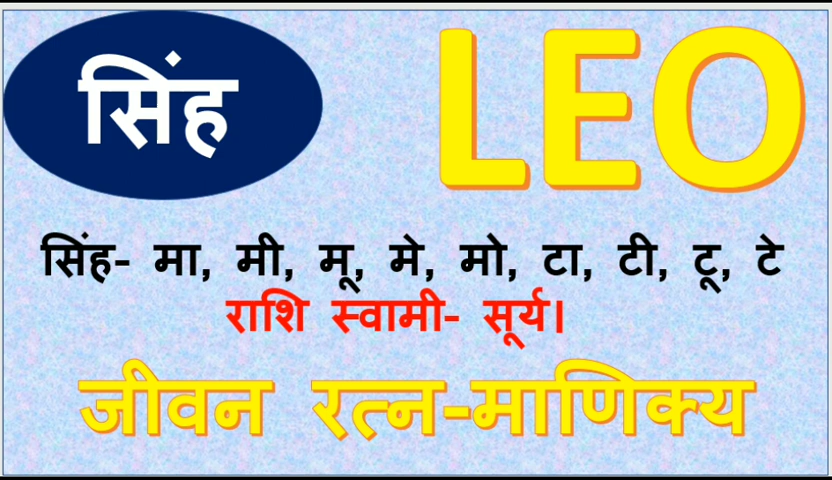 सिंह
LEO
सिंह- मा, मी, मू, मे, मो, टा, टी, टू, टे
राशि स्वामी- सूर्य।
जीवन रत्न-माणिक्य